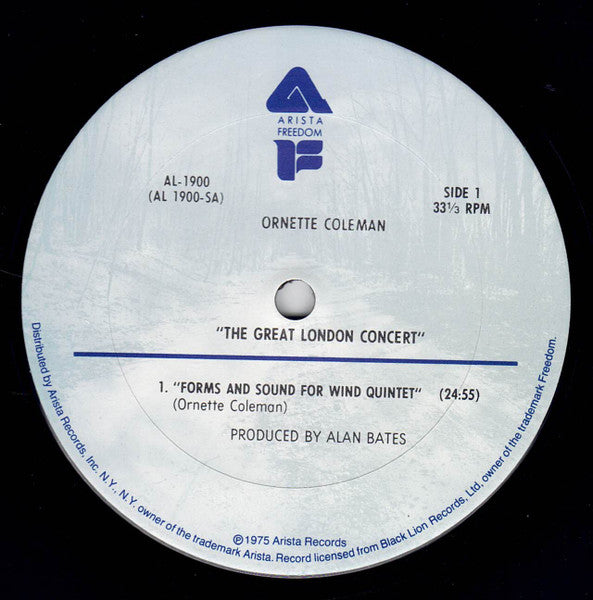 ARISTA
FREEDOM
AL-1900
(AL 1900-SA)
SIDE 1
33⅓ RPM
ORNETTE COLEMAN
"THE GREAT LONDON CONCERT"
1. "FORMS AND SOUND FOR WIND QUINTET" (24:55)
(Ornette Coleman)
PRODUCED BY ALAN BATES
℗1975 Arista Records
Distributed by Arista Records, Inc. N.Y., N.Y. owner of the trademark Arista. Record licensed from Black Lion Records, Ltd, owner of the trademark Freedom.